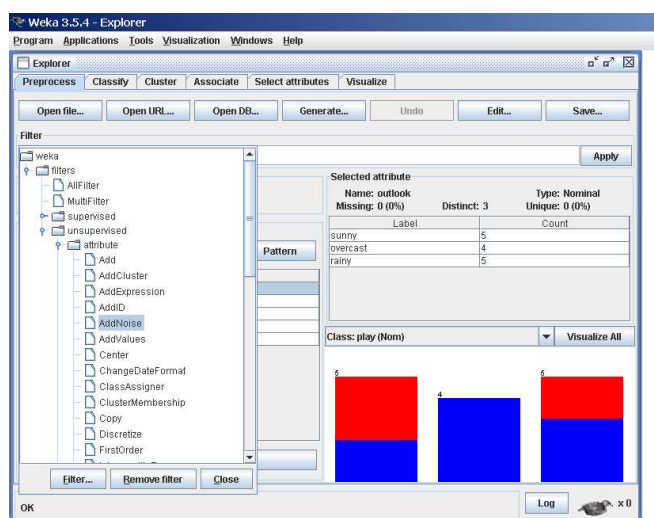 Weka 3.5.4 - Explorer
Program Applications Tools Visualization Windows Help
Explorer
Preprocess Classify Cluster Associate Select attributes Visualize
Open file... Open URL... Open DB... Generate... Undo Edit... Save...
Filter
weka
Apply
filters
AllFilter
MultiFilter
supervised
unsupervised
attribute
Add
AddCluster
AddExpression
AddID
AddNoise
AddValues
Center
ChangeDateFormat
ClassAssigner
ClusterMembership
Copy
Discretize
FirstOrder
Filter... Remove filter Close
Pattern
Selected attribute
Name: outlook Type: Nominal
Missing: 0 (0%) Distinct: 3 Unique: 0 (0%)
Label Count
sunny 5
overcast 4
rainy 5
Class: play (Nom) Visualize All
5 4 5
OK Log x 0